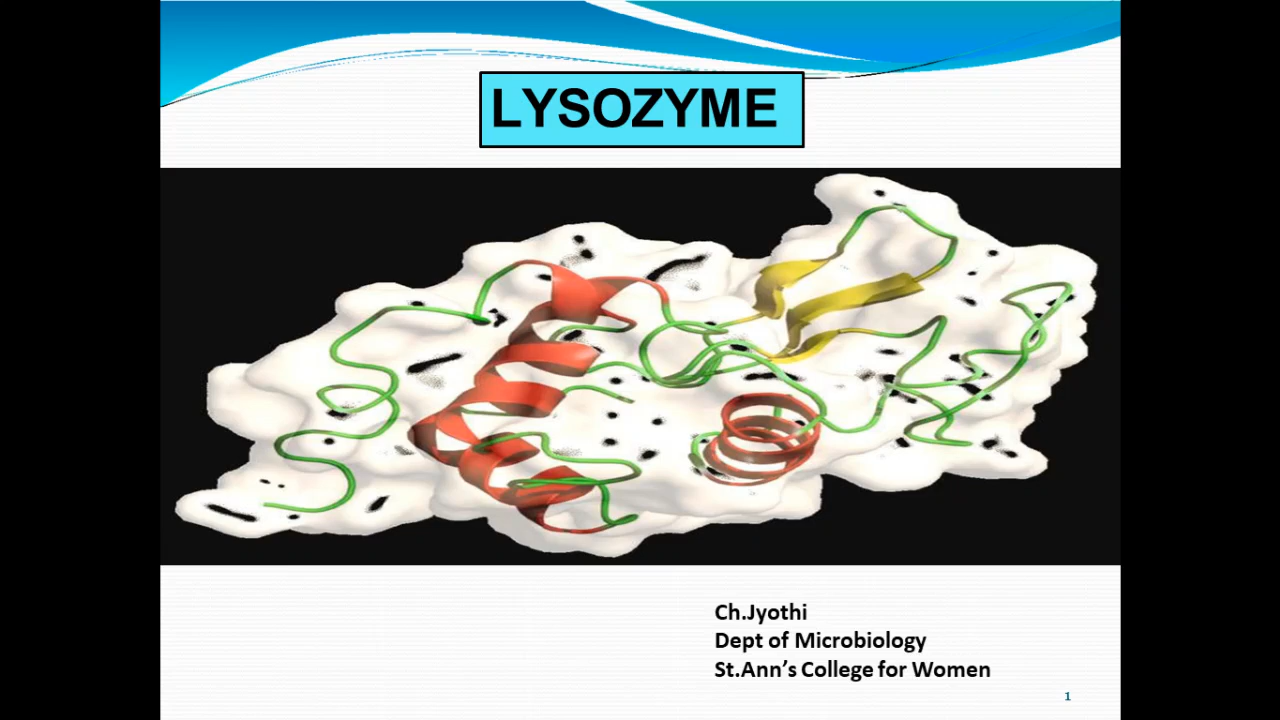 LYSOZYME
Ch.Jyothi
Dept of Microbiology
St.Ann’s College for Women
1